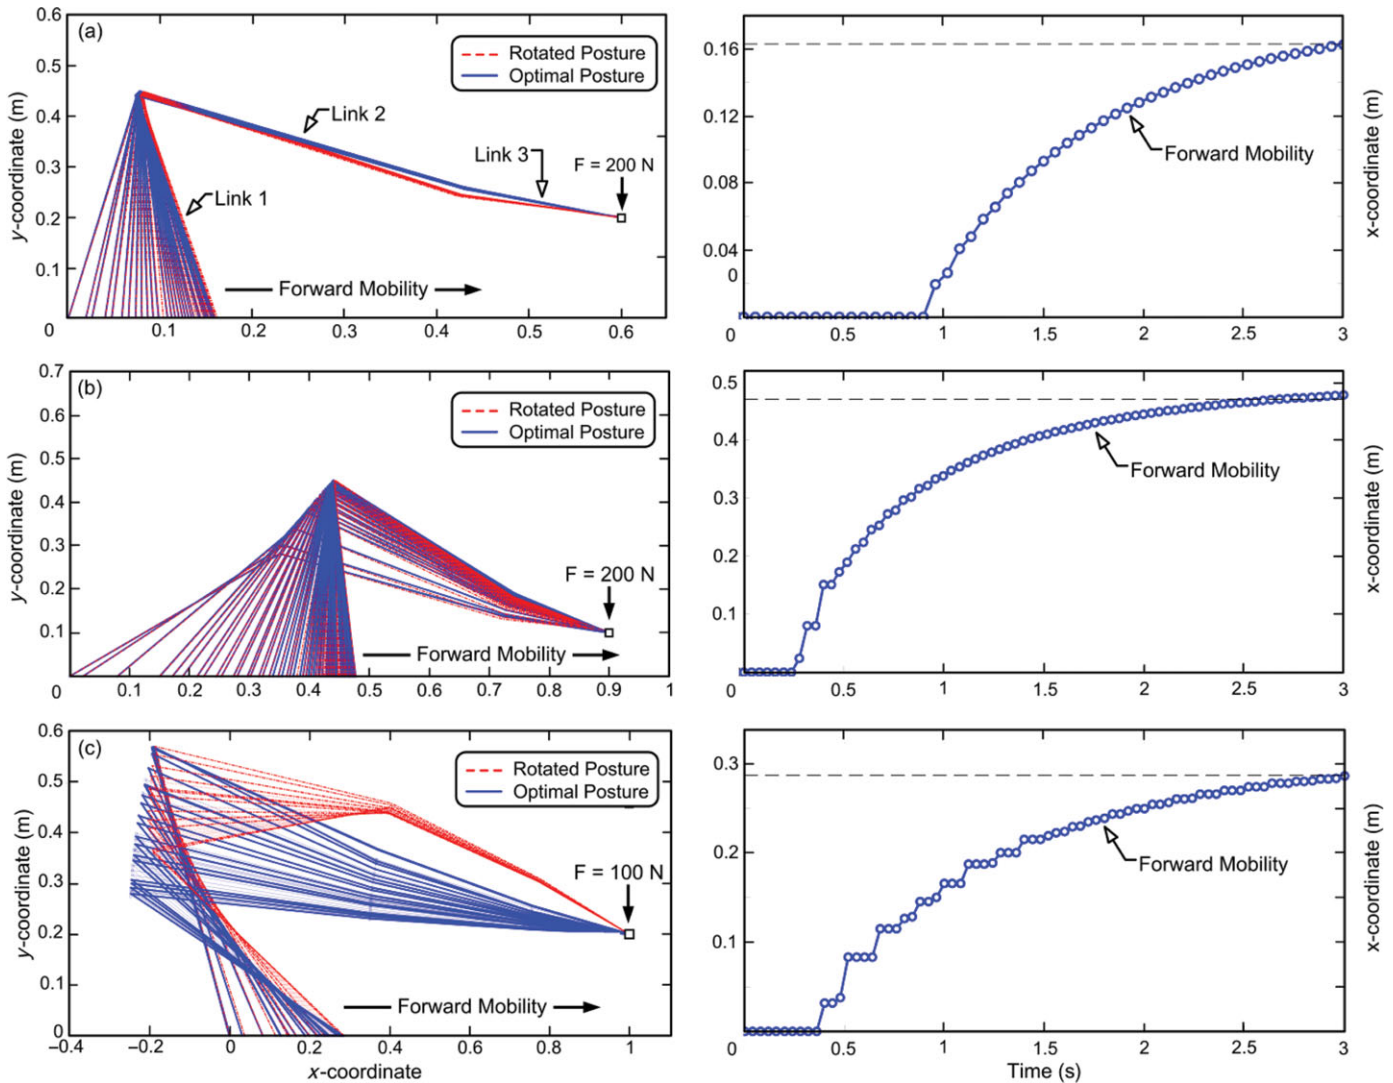 (a)
Rotated Posture
Optimal Posture
Link 2
Link 3
F = 200 N
Link 1
Forward Mobility
y-coordinate (m)
0.6
0.5
0.4
0.3
0.2
0.1
0
0.1
0.2
0.3
0.4
0.5
0.6
0.16
0.12
0.08
0.04
0
Forward Mobility
x-coordinate (m)
0
0.5
1
1.5
2
2.5
3
(b)
Rotated Posture
Optimal Posture
F = 200 N
Forward Mobility
y-coordinate (m)
0.7
0.6
0.5
0.4
0.3
0.2
0.1
0
0.1
0.2
0.3
0.4
0.5
0.6
0.7
0.8
0.9
1
0.5
0.4
0.3
0.2
0.1
Forward Mobility
x-coordinate (m)
0
0.5
1
1.5
2
2.5
3
(c)
Rotated Posture
Optimal Posture
F = 100 N
Forward Mobility
y-coordinate (m)
0.6
0.5
0.4
0.3
0.2
0.1
0
–0.4
–0.2
0
0.2
0.4
0.6
0.8
1
x-coordinate
0.3
0.2
0.1
Forward Mobility
x-coordinate (m)
0
0.5
1
1.5
2
2.5
3
Time (s)